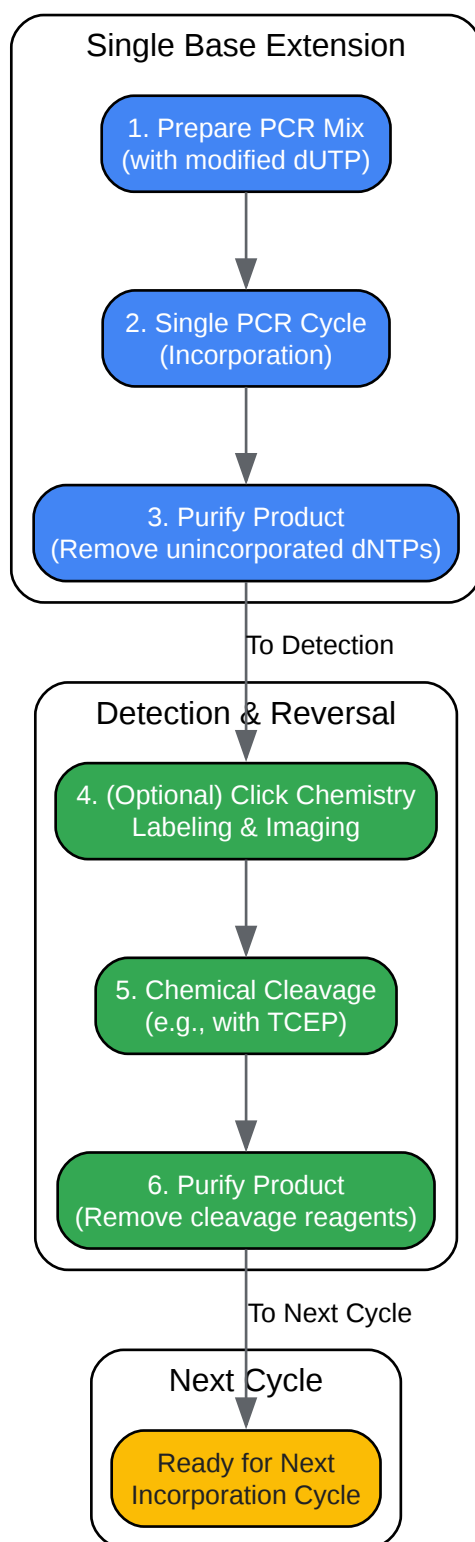 Single Base Extension
1. Prepare PCR Mix
(with modified dUTP)
2. Single PCR Cycle
(Incorporation)
3. Purify Product
(Remove unincorporated dNTPs)
To Detection
Detection & Reversal
4. (Optional) Click Chemistry
Labeling & Imaging
5. Chemical Cleavage
(e.g., with TCEP)
6. Purify Product
(Remove cleavage reagents)
To Next Cycle
Next Cycle
Ready for Next
Incorporation Cycle